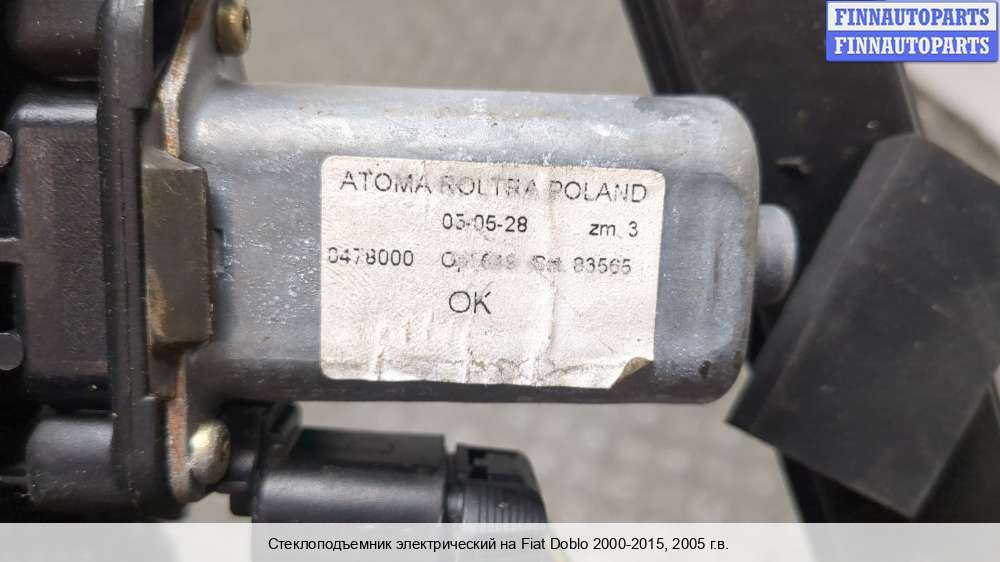 FINNAUTOPARTS
FINNAUTOPARTS
ATOMA ROLTRA POLAND
05-05-28 zm. 3
0478000 83565
OK
Стеклоподъемник электрический на Fiat Doblo 2000-2015, 2005 г.в.